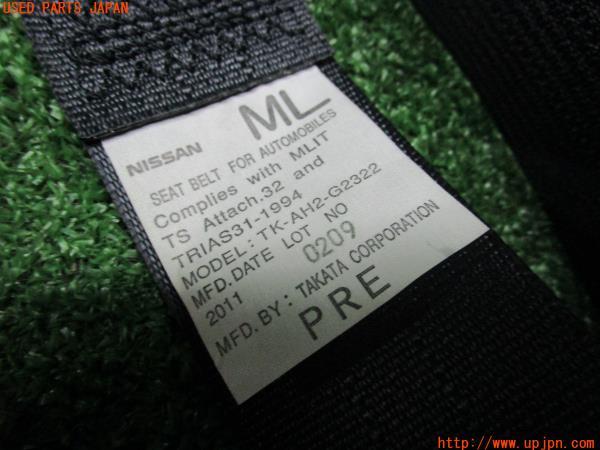 USED PARTS JAPAN
NISSAN ML
SEAT BELT FOR AUTOMOBILES
Complies with MLIT
TS Attach.32 and
TRIAS31-1994
MODEL: TK-AH2-G2322
MFD.DATE LOT NO
2011 0209
MFD. BY: TAKATA CORPORATION
PRE
http://www.upjpn.com/